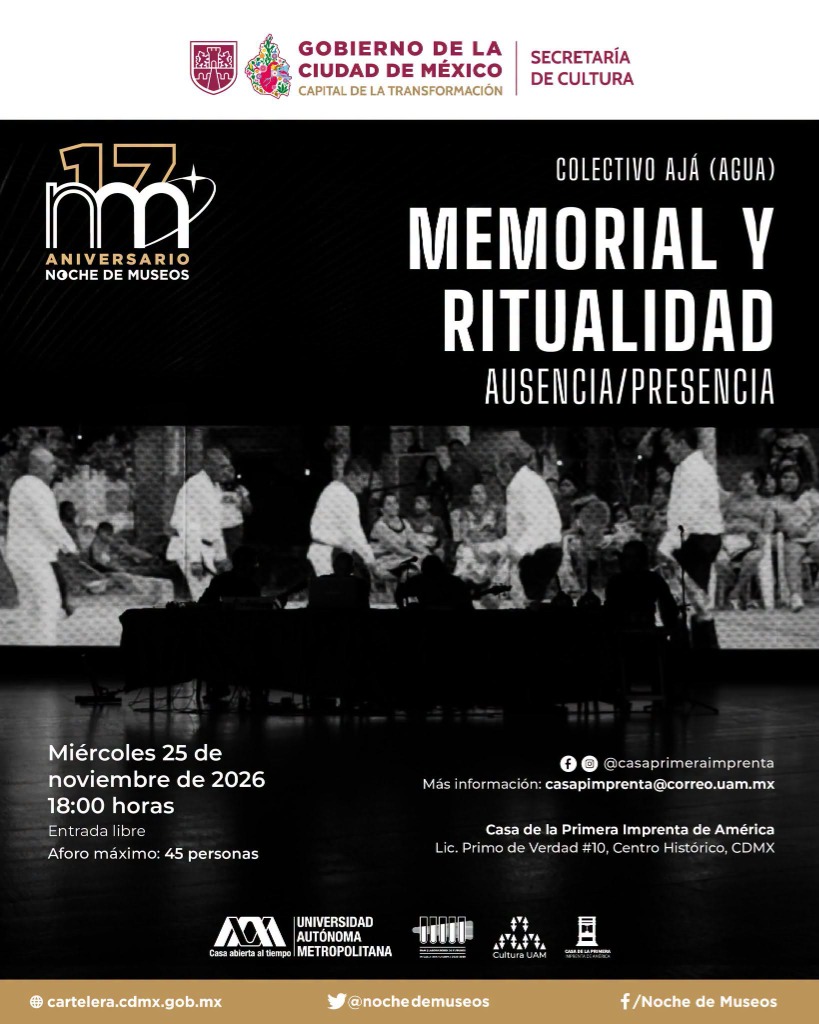 GOBIERNO DE LA
CIUDAD DE MÉXICO
CAPITAL DE LA TRANSFORMACIÓN
SECRETARÍA
DE CULTURA
17
nm
ANIVERSARIO
NOCHE DE MUSEOS
COLECTIVO AJÁ (AGUA)
MEMORIAL Y
RITUALIDAD
AUSENCIA/PRESENCIA
Miércoles 25 de
noviembre de 2026
18:00 horas
Entrada libre
Aforo máximo: 45 personas
@casaprimeraimprenta
Más información: casapimprenta@correo.uam.mx
Casa de la Primera Imprenta de América
Lic. Primo de Verdad #10, Centro Histórico, CDMX
Casa abierta al tiempo
UNIVERSIDAD
AUTÓNOMA
METROPOLITANA
Cultura UAM
CASA DE LA PRIMERA
IMPRENTA DE AMÉRICA
cartelera.cdmx.gob.mx
@nochedemuseos
/Noche de Museos